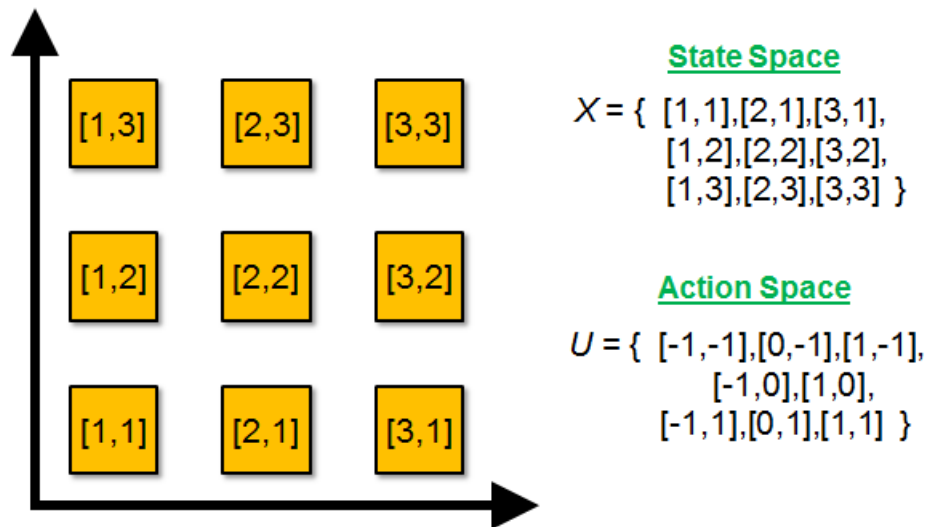 [1,3] [2,3] [3,3]
[1,2] [2,2] [3,2]
[1,1] [2,1] [3,1]
State Space
X = { [1,1],[2,1],[3,1],
[1,2],[2,2],[3,2],
[1,3],[2,3],[3,3] }
Action Space
U = { [-1,-1],[0,-1],[1,-1],
[-1,0],[1,0],
[-1,1],[0,1],[1,1] }